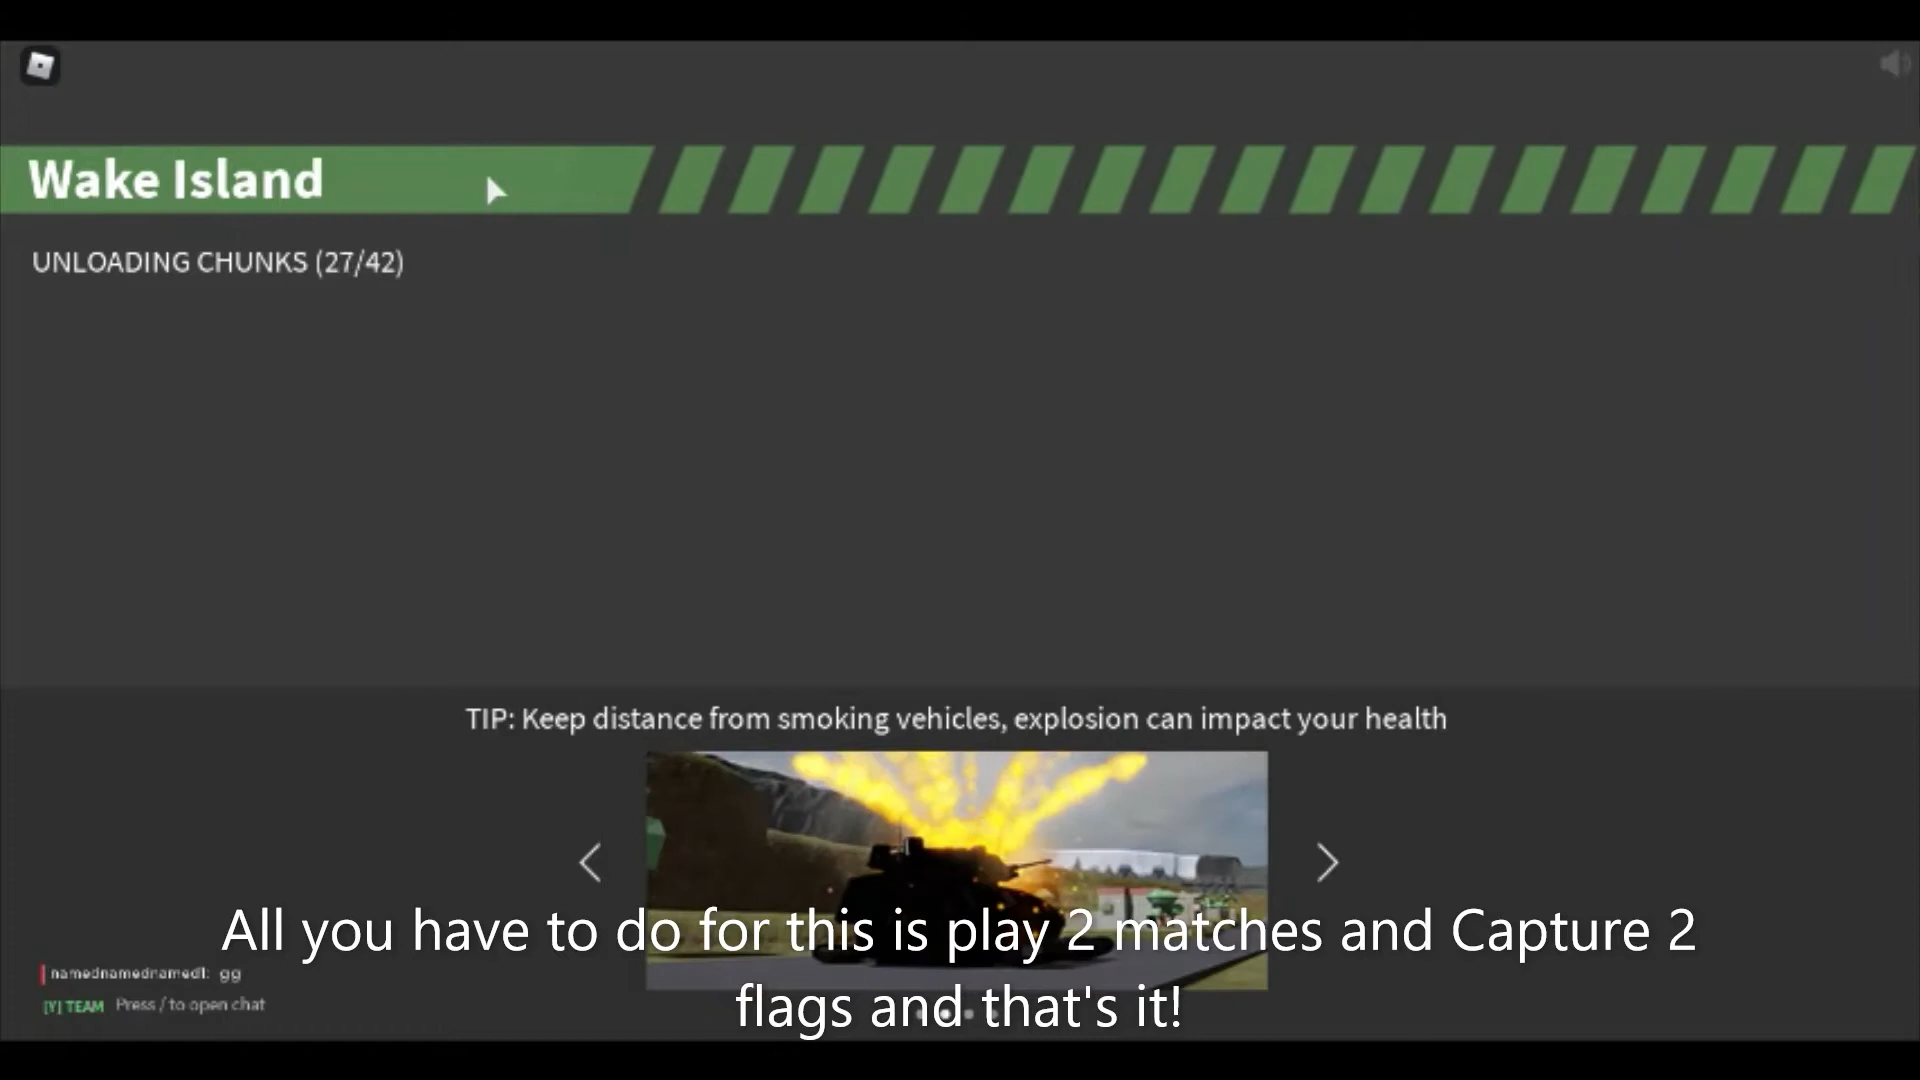 Wake Island
UNLOADING CHUNKS (27/42)
TIP: Keep distance from smoking vehicles, explosion can impact your health
All you have to do for this is play 2 matches and Capture 2
flags and that's it!
namednamednamed1: gg
[Y] TEAM Press / to open chat